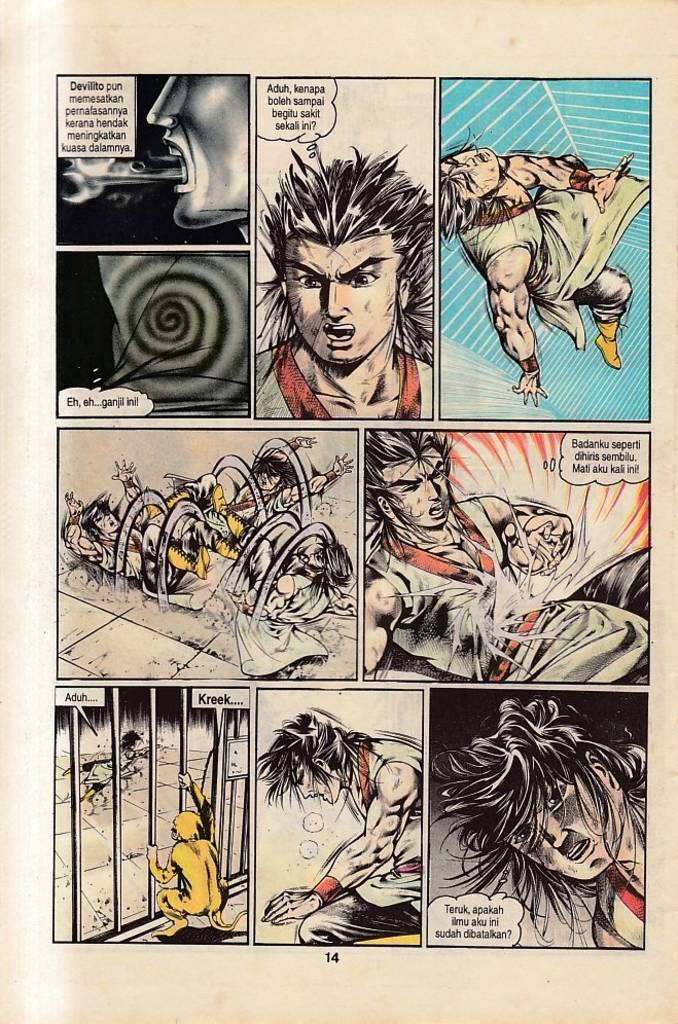 Devilito pun
memesatkan
pernafasannya
kerana hendak
meningkatkan
kuasa dalamnya.
Eh, eh...ganjil ini!
Aduh, kenapa
boleh sampai
begitu sakit
sekali ini?
Badanku seperti
dihiris sembilu.
Mati aku kali ini!
Aduh....
Kreek....
Teruk, apakah
ilmu aku ini
sudah dibatalkan?
14